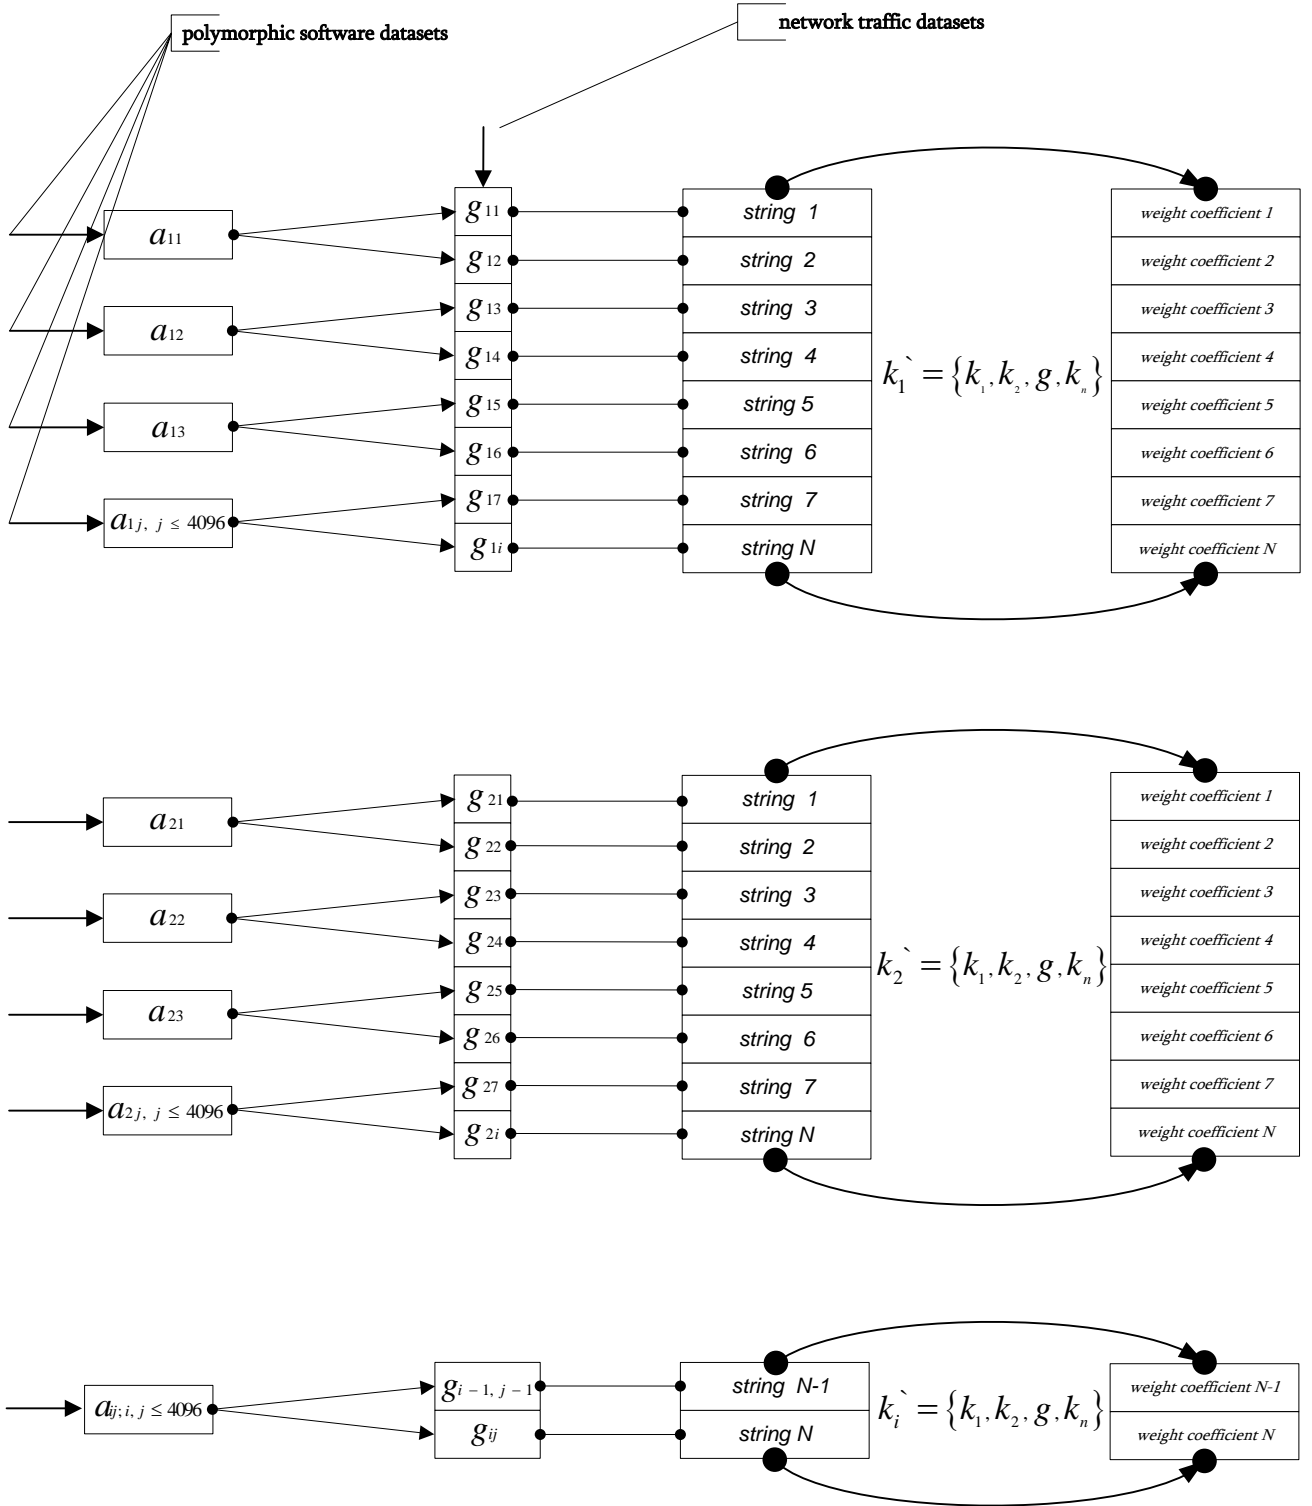 polymorphic software datasets
network traffic datasets
a11
a12
a13
a1j, j ≤ 4096
g11
g12
g13
g14
g15
g16
g17
g1i
string 1
string 2
string 3
string 4
string 5
string 6
string 7
string N
k1` = {k1, k2, g, kn}
weight coefficient 1
weight coefficient 2
weight coefficient 3
weight coefficient 4
weight coefficient 5
weight coefficient 6
weight coefficient 7
weight coefficient N
a21
a22
a23
a2j, j ≤ 4096
g21
g22
g23
g24
g25
g26
g27
g2i
string 1
string 2
string 3
string 4
string 5
string 6
string 7
string N
k2` = {k1, k2, g, kn}
weight coefficient 1
weight coefficient 2
weight coefficient 3
weight coefficient 4
weight coefficient 5
weight coefficient 6
weight coefficient 7
weight coefficient N
aij; i, j ≤ 4096
gi − 1, j − 1
gij
string N-1
string N
ki` = {k1, k2, g, kn}
weight coefficient N-1
weight coefficient N